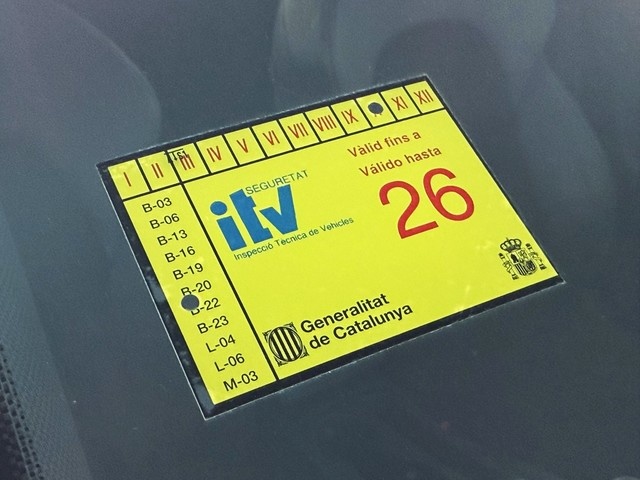 I II III IV V VI VII VIII IX XI XII
B-03
B-06
B-13
B-16
B-19
B-20
B-22
B-23
L-04
L-06
M-03
SEGURETAT
itv
Inspecció Tècnica de Vehicles
Vàlid fins a
Válido hasta
26
Generalitat
de Catalunya